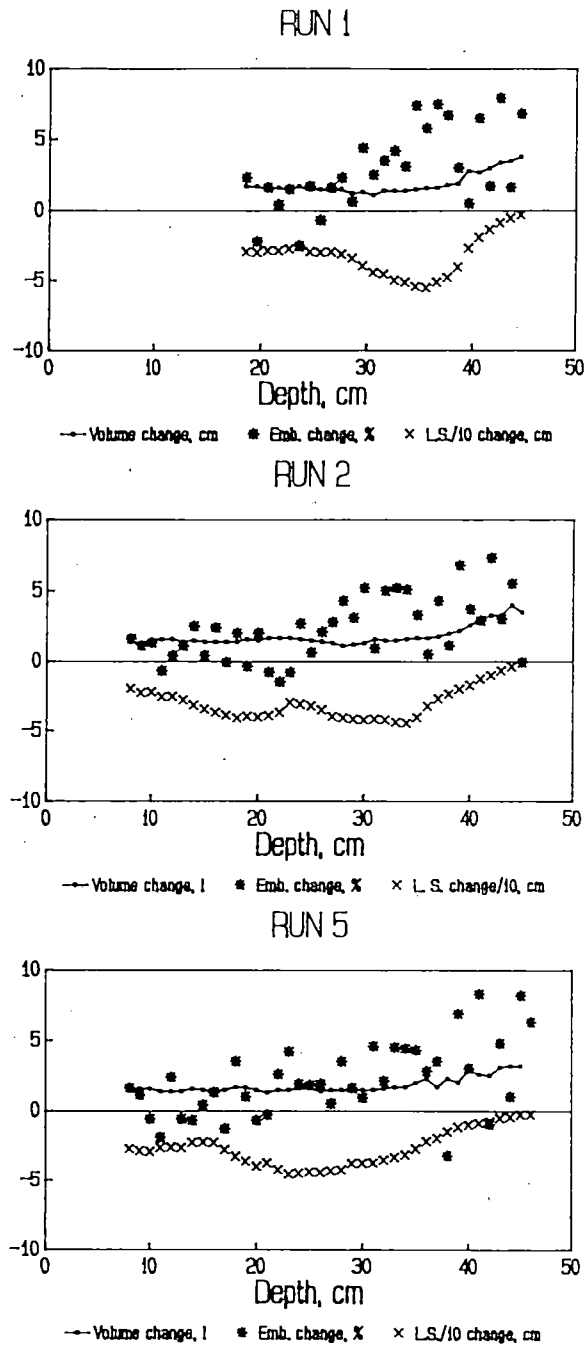 RUN 1
10
5
0
-5
-10
0 10 20 30 40 50
Depth, cm
Volume change, cm Emb. change, % L.S./10 change, cm
RUN 2
10
5
0
-5
-10
0 10 20 30 40 50
Depth, cm
Volume change, l Emb. change, % L.S. change/10, cm
RUN 5
10
5
0
-5
-10
0 10 20 30 40 50
Depth, cm
Volume change, l Emb. change, % L.S./10 change, cm